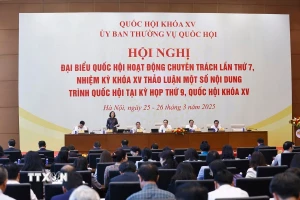 QUỐC HỘI KHÓA XV
ỦY BAN THƯỜNG VỤ QUỐC HỘI
HỘI NGHỊ
ĐẠI BIỂU QUỐC HỘI HOẠT ĐỘNG CHUYÊN TRÁCH LẦN THỨ 7,
NHIỆM KỲ KHÓA XV THẢO LUẬN MỘT SỐ NỘI DUNG
TRÌNH QUỐC HỘI TẠI KỲ HỌP THỨ 9, QUỐC HỘI KHÓA XV
Hà Nội, ngày 25 - 26 tháng 3 năm 2025
TTXVN